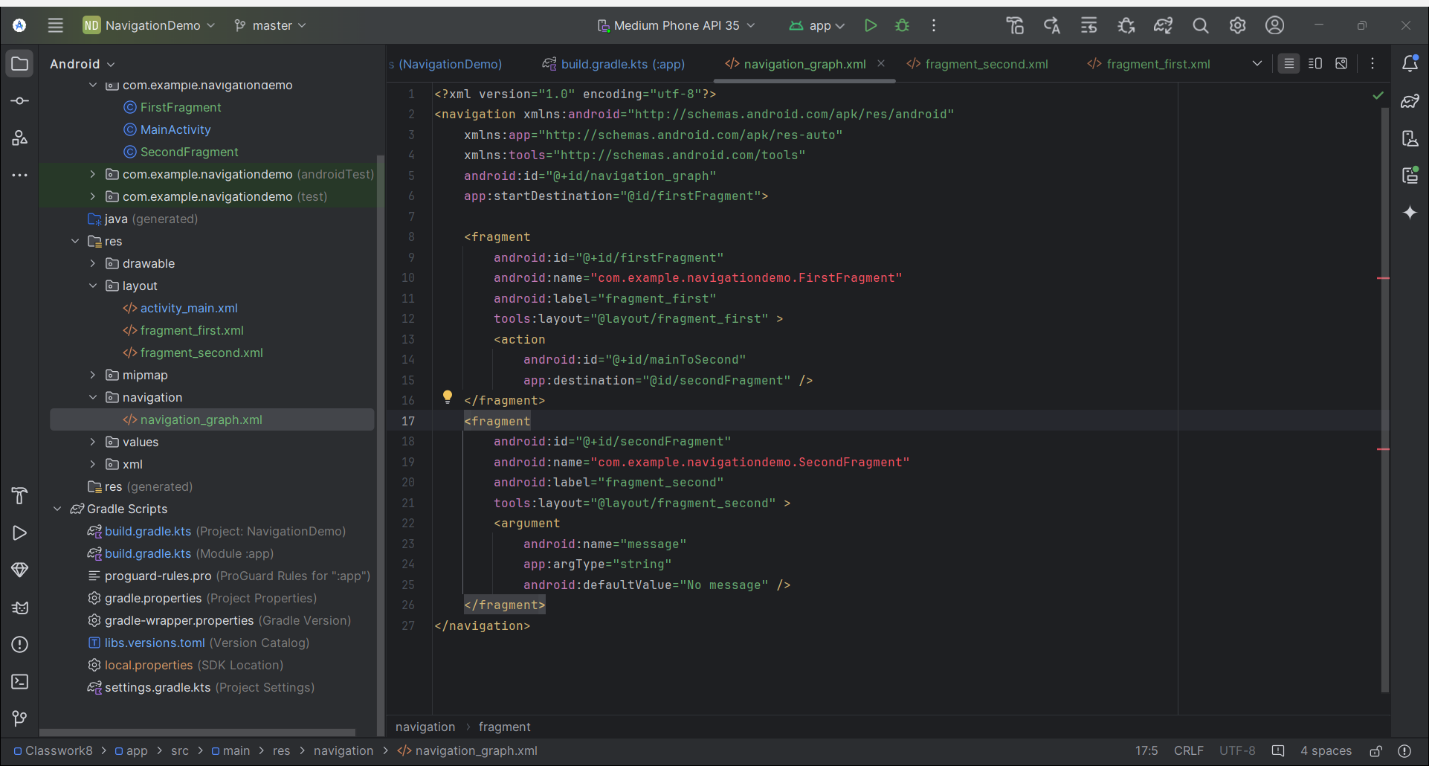 ND NavigationDemo master Medium Phone API 35 app
Android
com.example.navigationdemo
FirstFragment
MainActivity
SecondFragment
com.example.navigationdemo (androidTest)
com.example.navigationdemo (test)
java (generated)
res
drawable
layout
activity_main.xml
fragment_first.xml
fragment_second.xml
mipmap
navigation
navigation_graph.xml
values
xml
res (generated)
Gradle Scripts
build.gradle.kts (Project: NavigationDemo)
build.gradle.kts (Module :app)
proguard-rules.pro (ProGuard Rules for ":app")
gradle.properties (Project Properties)
gradle-wrapper.properties (Gradle Version)
libs.versions.toml (Version Catalog)
local.properties (SDK Location)
settings.gradle.kts (Project Settings)
s (NavigationDemo) build.gradle.kts (:app) navigation_graph.xml fragment_second.xml fragment_first.xml
1 <?xml version="1.0" encoding="utf-8"?>
2 <navigation xmlns:android="http://schemas.android.com/apk/res/android"
3 xmlns:app="http://schemas.android.com/apk/res-auto"
4 xmlns:tools="http://schemas.android.com/tools"
5 android:id="@+id/navigation_graph"
6 app:startDestination="@id/firstFragment">
7
8 <fragment
9 android:id="@+id/firstFragment"
10 android:name="com.example.navigationdemo.FirstFragment"
11 android:label="fragment_first"
12 tools:layout="@layout/fragment_first" >
13 <action
14 android:id="@+id/mainToSecond"
15 app:destination="@id/secondFragment" />
16 </fragment>
17 <fragment
18 android:id="@+id/secondFragment"
19 android:name="com.example.navigationdemo.SecondFragment"
20 android:label="fragment_second"
21 tools:layout="@layout/fragment_second" >
22 <argument
23 android:name="message"
24 app:argType="string"
25 android:defaultValue="No message" />
26 </fragment>
27 </navigation>
navigation > fragment
Classwork8 > app > src > main > res > navigation > navigation_graph.xml 17:5 CRLF UTF-8 4 spaces